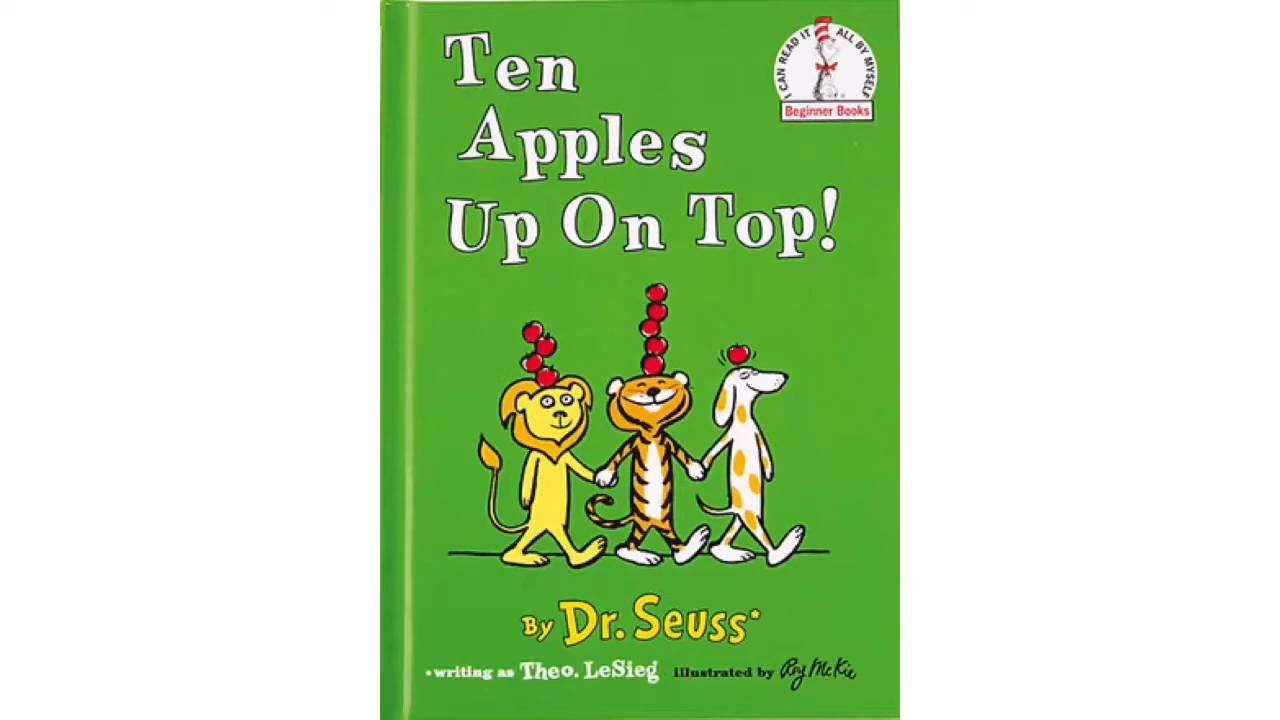 Ten
Apples
Up On Top!
I CAN READ IT ALL BY MYSELF
Beginner Books
By Dr. Seuss*
*writing as Theo. LeSieg illustrated by Roy McKie